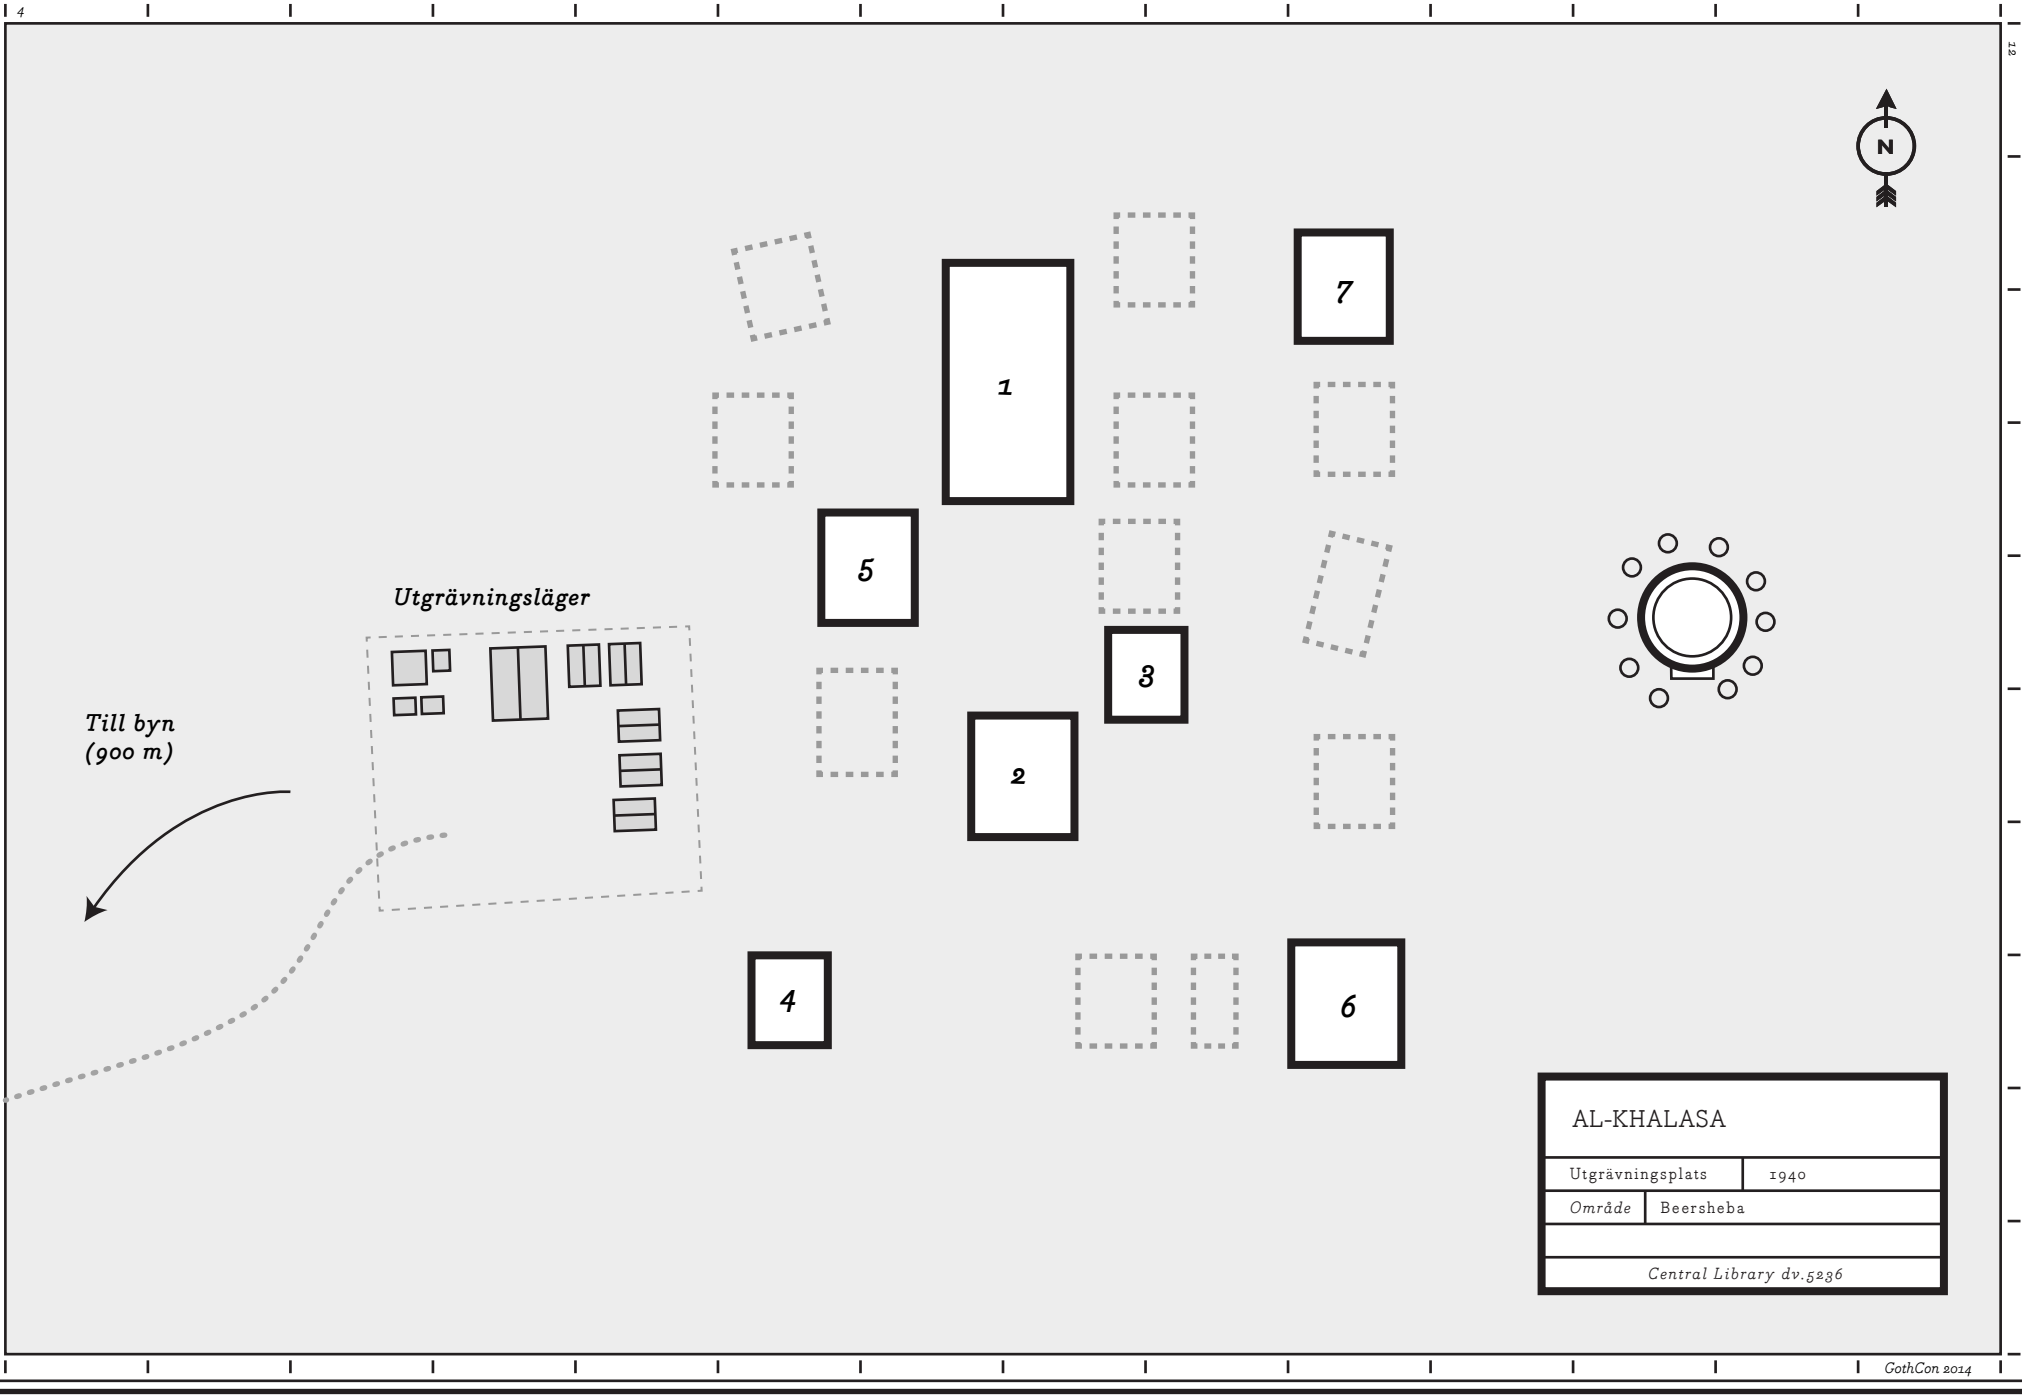 4
12
N
7
1
5
Utgrävningsläger
3
Till byn
(900 m)
2
4
6
AL-KHALASA
Utgrävningsplats 1940
Område Beersheba
Central Library dv.5236
GothCon 2014